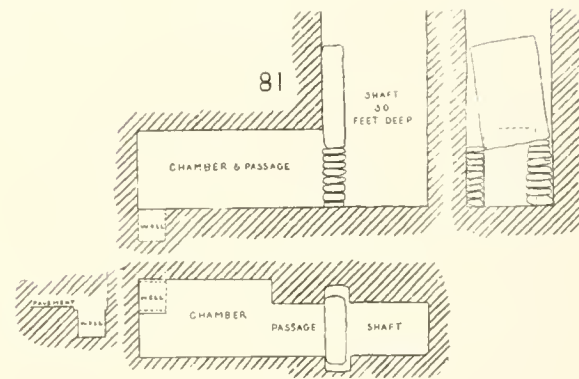 81
SHAFT
30
FEET DEEP
CHAMBER & PASSAGE
WELL
PAVEMENT
WELL
WELL
CHAMBER
PASSAGE
SHAFT